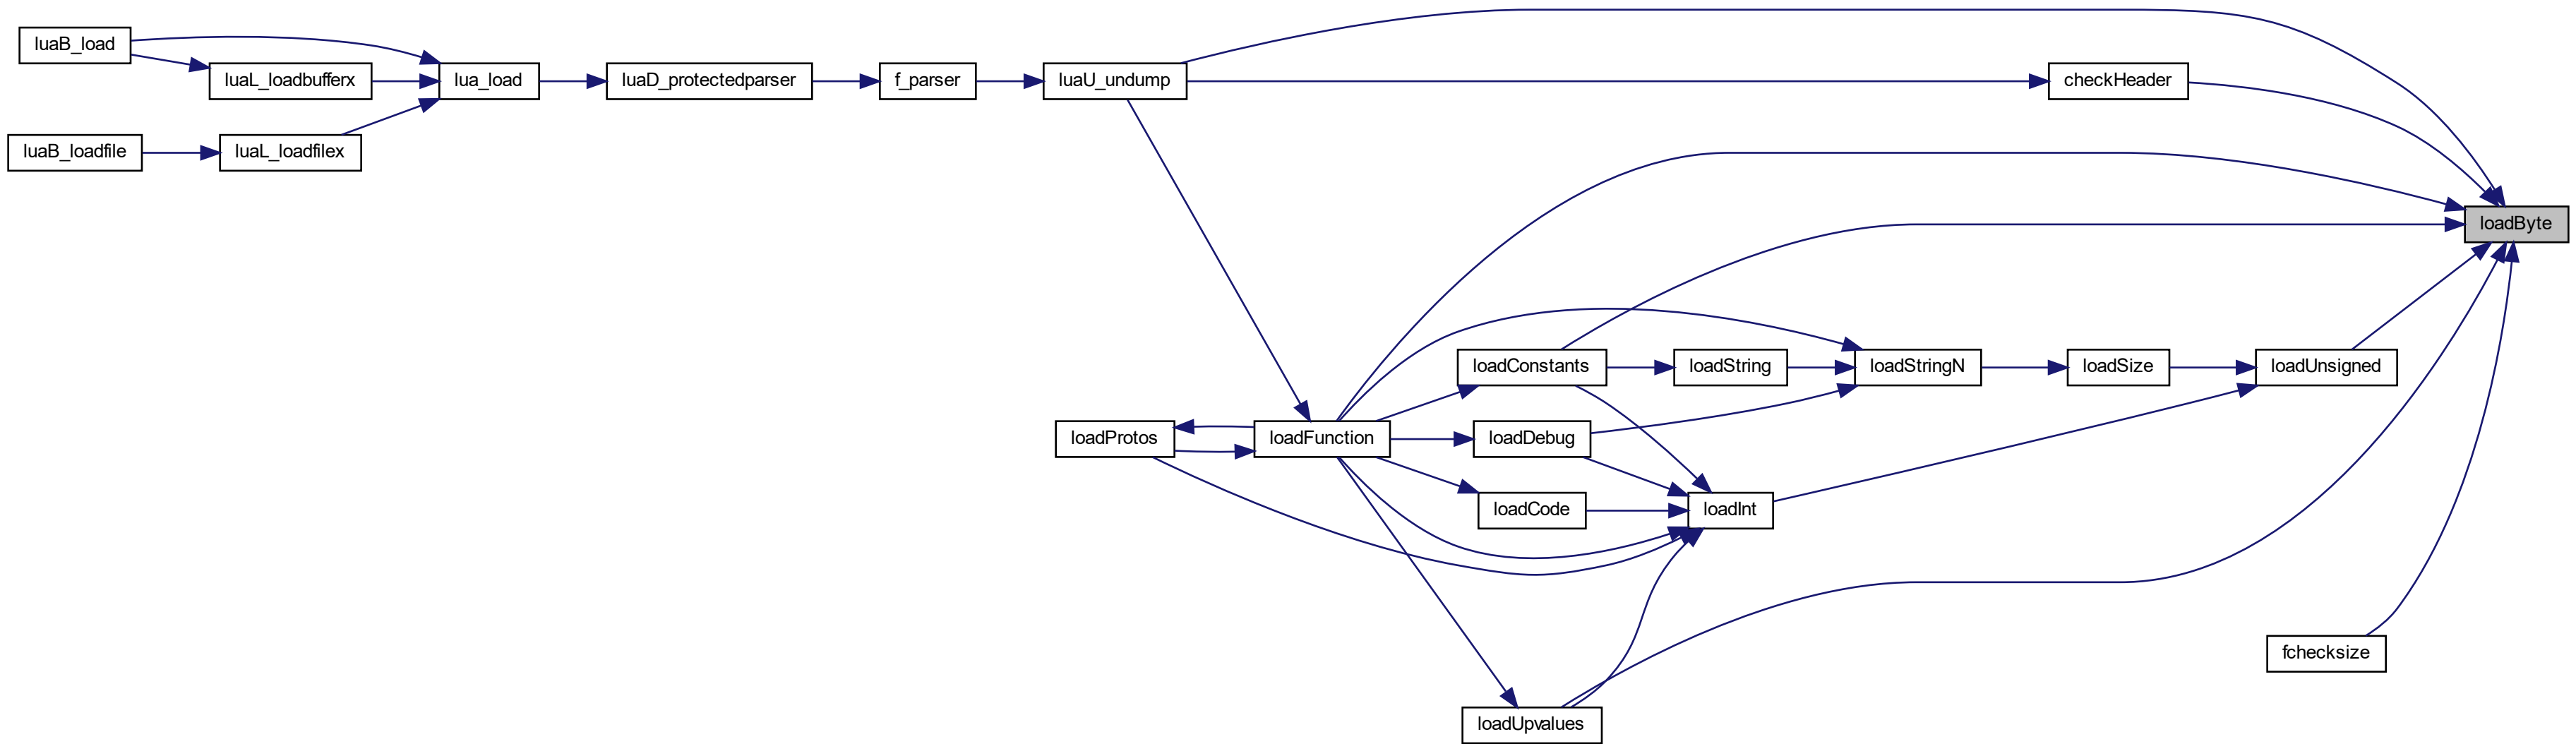 luaB_load
luaL_loadbufferx
lua_load
luaD_protectedparser
f_parser
luaU_undump
checkHeader
luaB_loadfile
luaL_loadfilex
loadByte
loadConstants
loadString
loadStringN
loadSize
loadUnsigned
loadProtos
loadFunction
loadDebug
loadCode
loadInt
fchecksize
loadUpvalues